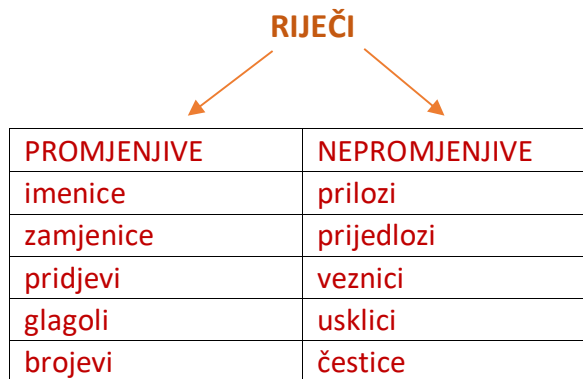 RIJEČI
PROMJENJIVE NEPROMJENJIVE
imenice prilozi
zamjenice prijedlozi
pridjevi veznici
glagoli usklici
brojevi čestice